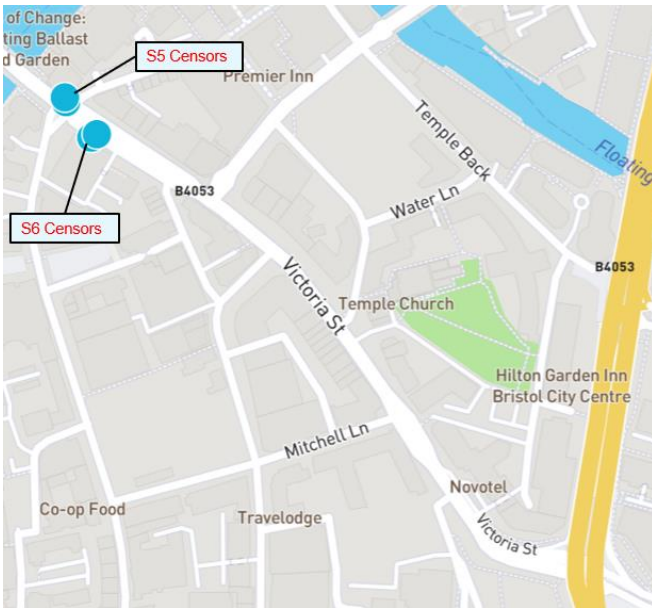 of Change:
ting Ballast
d Garden
S5 Censors
Premier Inn
Temple Back
Floating
S6 Censors
B4053
Water Ln
B4053
Victoria St
Temple Church
Hilton Garden Inn
Bristol City Centre
Mitchell Ln
Novotel
Co-op Food
Travelodge
Victoria St